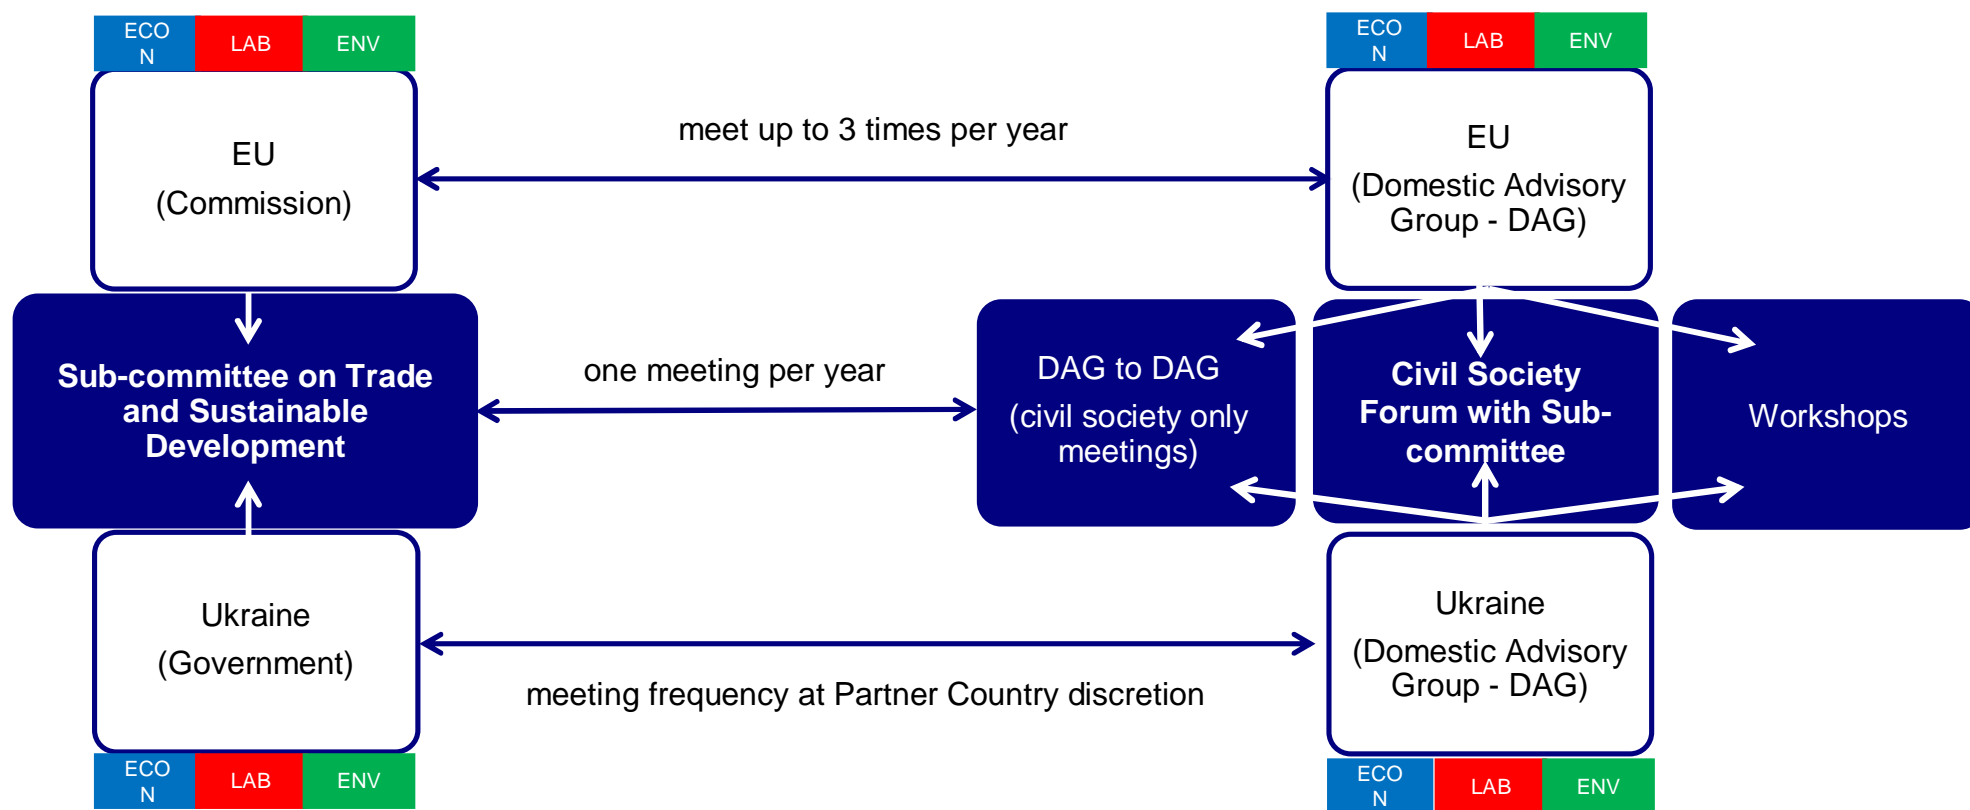 ECO
N
LAB
ENV
ECO
N
LAB
ENV
EU
(Commission)
meet up to 3 times per year
EU
(Domestic Advisory
Group - DAG)
Sub-committee on Trade
and Sustainable
Development
one meeting per year
DAG to DAG
(civil society only
meetings)
Civil Society
Forum with Sub-
committee
Workshops
Ukraine
(Government)
meeting frequency at Partner Country discretion
Ukraine
(Domestic Advisory
Group - DAG)
ECO
N
LAB
ENV
ECO
N
LAB
ENV